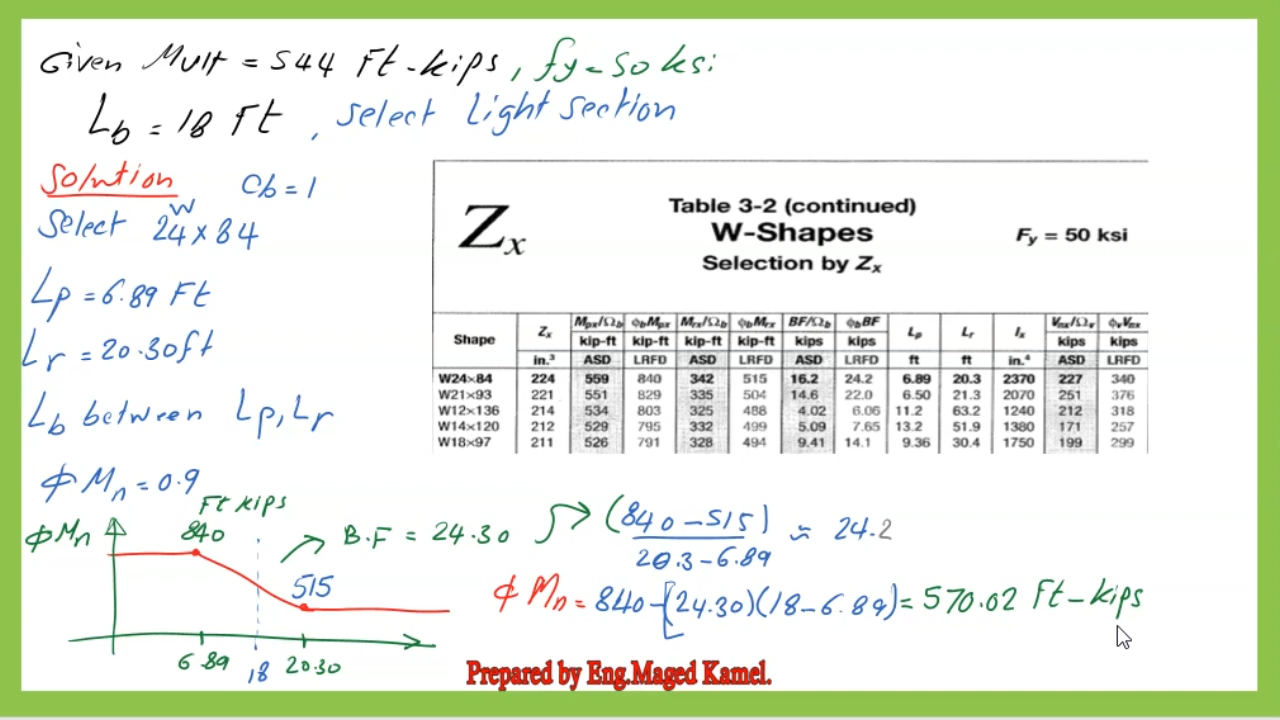 Given Mult = 544 Ft-kips, fy = 50 ksi
Lb = 18 Ft, select Light section
Solution Cb = 1
Select W 24 x 84
Lp = 6.89 Ft
Lr = 20.30 ft
Lb between Lp, Lr
ϕ Mn = 0.9
Zx
Table 3-2 (continued)
W-Shapes
Selection by Zx
Fy = 50 ksi
Shape Zx Mpx/Ωb ϕbMpx Mrx/Ωb ϕbMrx BF/Ωb ϕbBF Lp Lr Ix Vnx/Ωv ϕvVnx
kip-ft kip-ft kip-ft kip-ft kips kips kips kips
in.³ ASD LRFD ASD LRFD ASD LRFD ft ft in.⁴ ASD LRFD
W24×84 224 559 840 342 515 16.2 24.2 6.89 20.3 2370 227 340
W21×93 221 551 829 335 504 14.6 22.0 6.50 21.3 2070 251 376
W12×136 214 534 803 325 488 4.02 6.06 11.2 63.2 1240 212 318
W14×120 212 529 795 332 499 5.09 7.65 13.2 51.9 1380 171 257
W18×97 211 526 791 328 494 9.41 14.1 9.36 30.4 1750 199 299
Ft kips
ϕ Mn 840
B.F = 24.30 (840 - 515) / 20.3 - 6.89 ≈ 24.2
515
ϕ Mn = 840 - [24.30)(18 - 6.89) = 570.02 Ft-kips
6.89 18 20.30
Prepared by Eng.Maged Kamel.